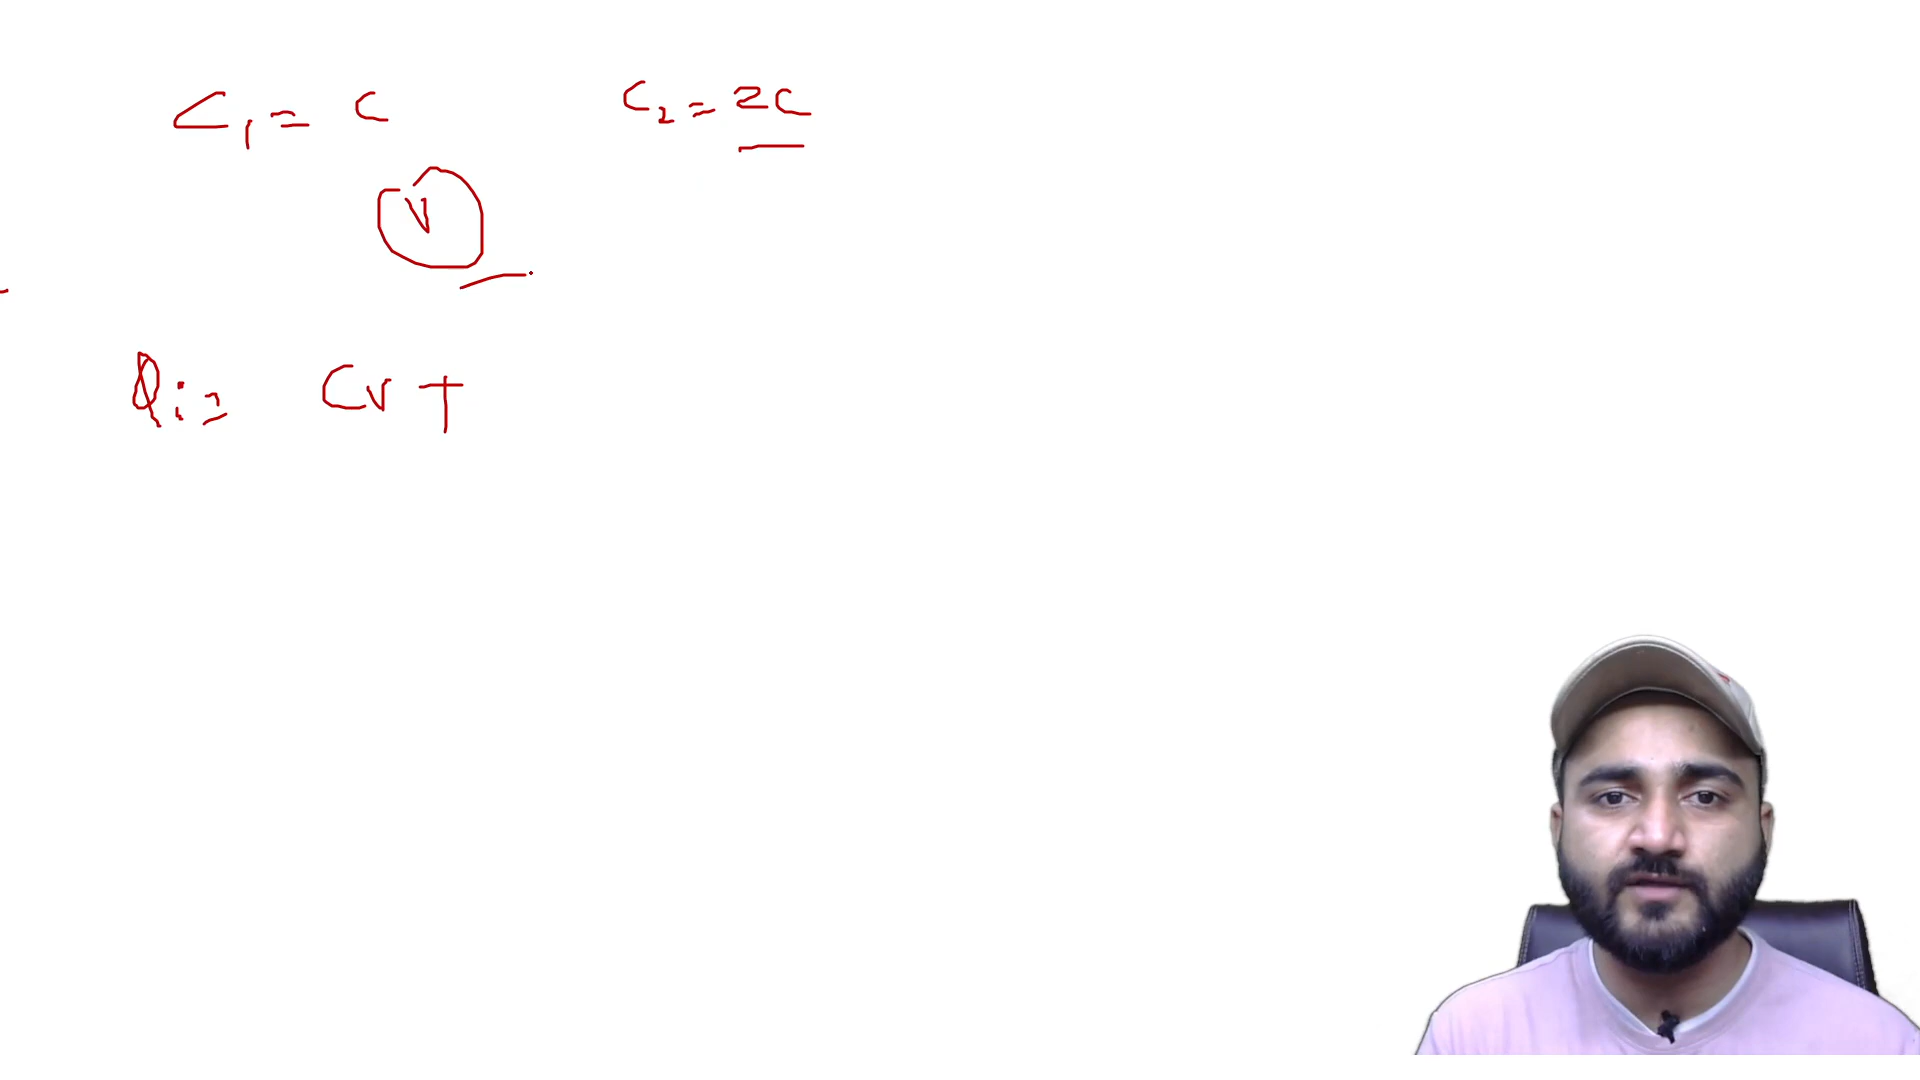 C₁ = C C₂ = 2C
V
Qi = CV +